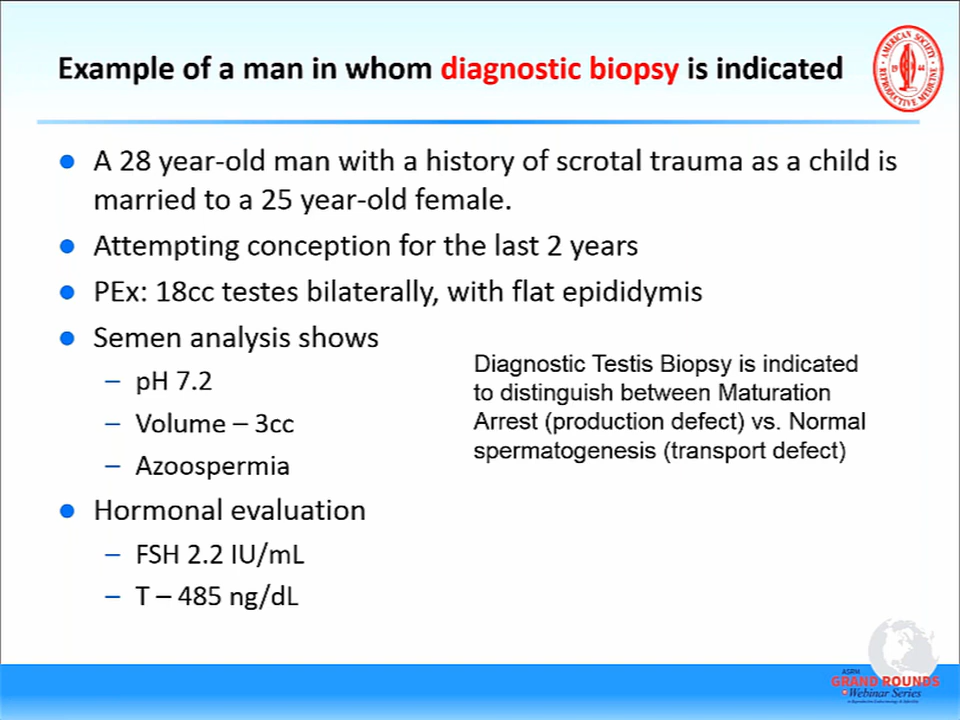 Example of a man in whom diagnostic biopsy is indicated
AMERICAN SOCIETY
REPRODUCTIVE MEDICINE
● A 28 year-old man with a history of scrotal trauma as a child is
married to a 25 year-old female.
● Attempting conception for the last 2 years
● PEx: 18cc testes bilaterally, with flat epididymis
● Semen analysis shows
– pH 7.2
– Volume – 3cc
– Azoospermia
Diagnostic Testis Biopsy is indicated
to distinguish between Maturation
Arrest (production defect) vs. Normal
spermatogenesis (transport defect)
● Hormonal evaluation
– FSH 2.2 IU/mL
– T – 485 ng/dL
ASRM
GRAND ROUNDS
Webinar Series